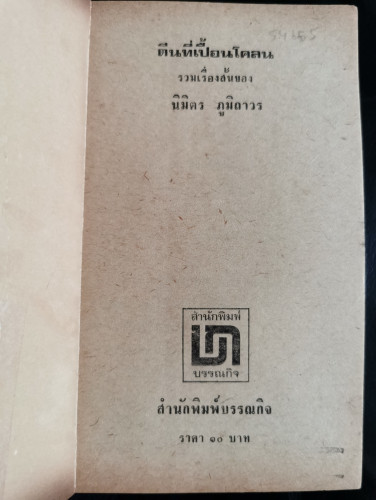 ตีนที่เปื้อนโคลน
รวมเรื่องสั้นของ
นิมิตร ภูมิถาวร
สำนักพิมพ์
บรรณกิจ
สำนักพิมพ์บรรณกิจ
ราคา ๑๐ บาท